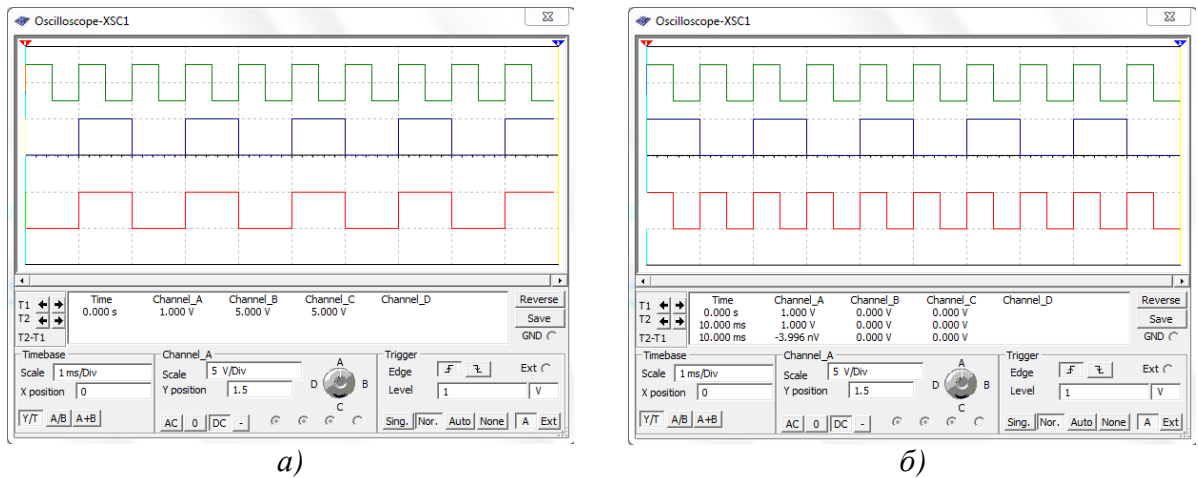 Oscilloscope-XSC1
1
2
T1
T2
T2-T1
Time Channel_A Channel_B Channel_C Channel_D
0.000 s 1.000 V 5.000 V 5.000 V
Reverse
Save
GND
Timebase
Scale 1 ms/Div
X position 0
Y/T A/B A+B
Channel_A
Scale 5 V/Div
Y position 1.5
AC 0 DC -
A
D B
C
Trigger
Edge Ext
Level 1 V
Sing. Nor. Auto None A Ext
а)
Oscilloscope-XSC1
1
2
T1
T2
T2-T1
Time Channel_A Channel_B Channel_C Channel_D
0.000 s 1.000 V 0.000 V 0.000 V
10.000 ms 1.000 V 0.000 V 0.000 V
10.000 ms -3.996 nV 0.000 V 0.000 V
Reverse
Save
GND
Timebase
Scale 1 ms/Div
X position 0
Y/T A/B A+B
Channel_A
Scale 5 V/Div
Y position 1.5
AC 0 DC -
A
D B
C
Trigger
Edge Ext
Level 1 V
Sing. Nor. Auto None A Ext
б)